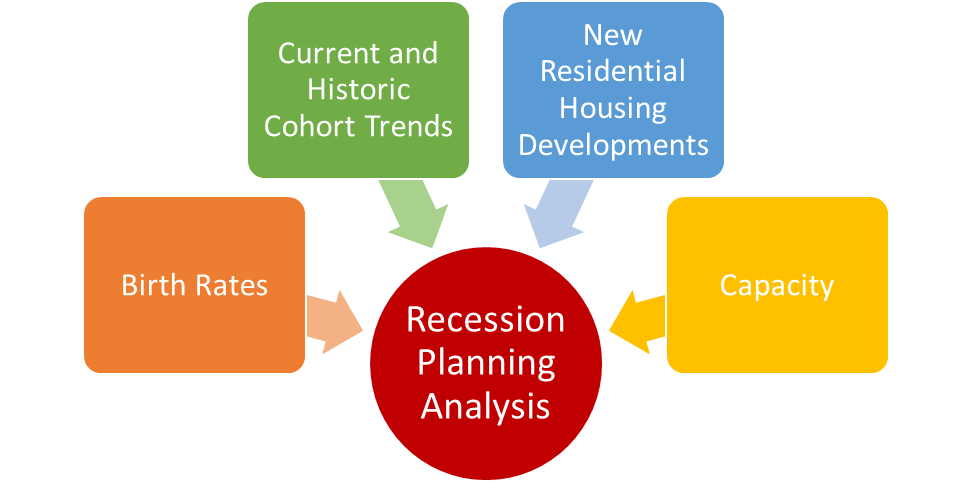 Current and
Historic
Cohort Trends
New
Residential
Housing
Developments
Birth Rates
Capacity
Recession
Planning
Analysis